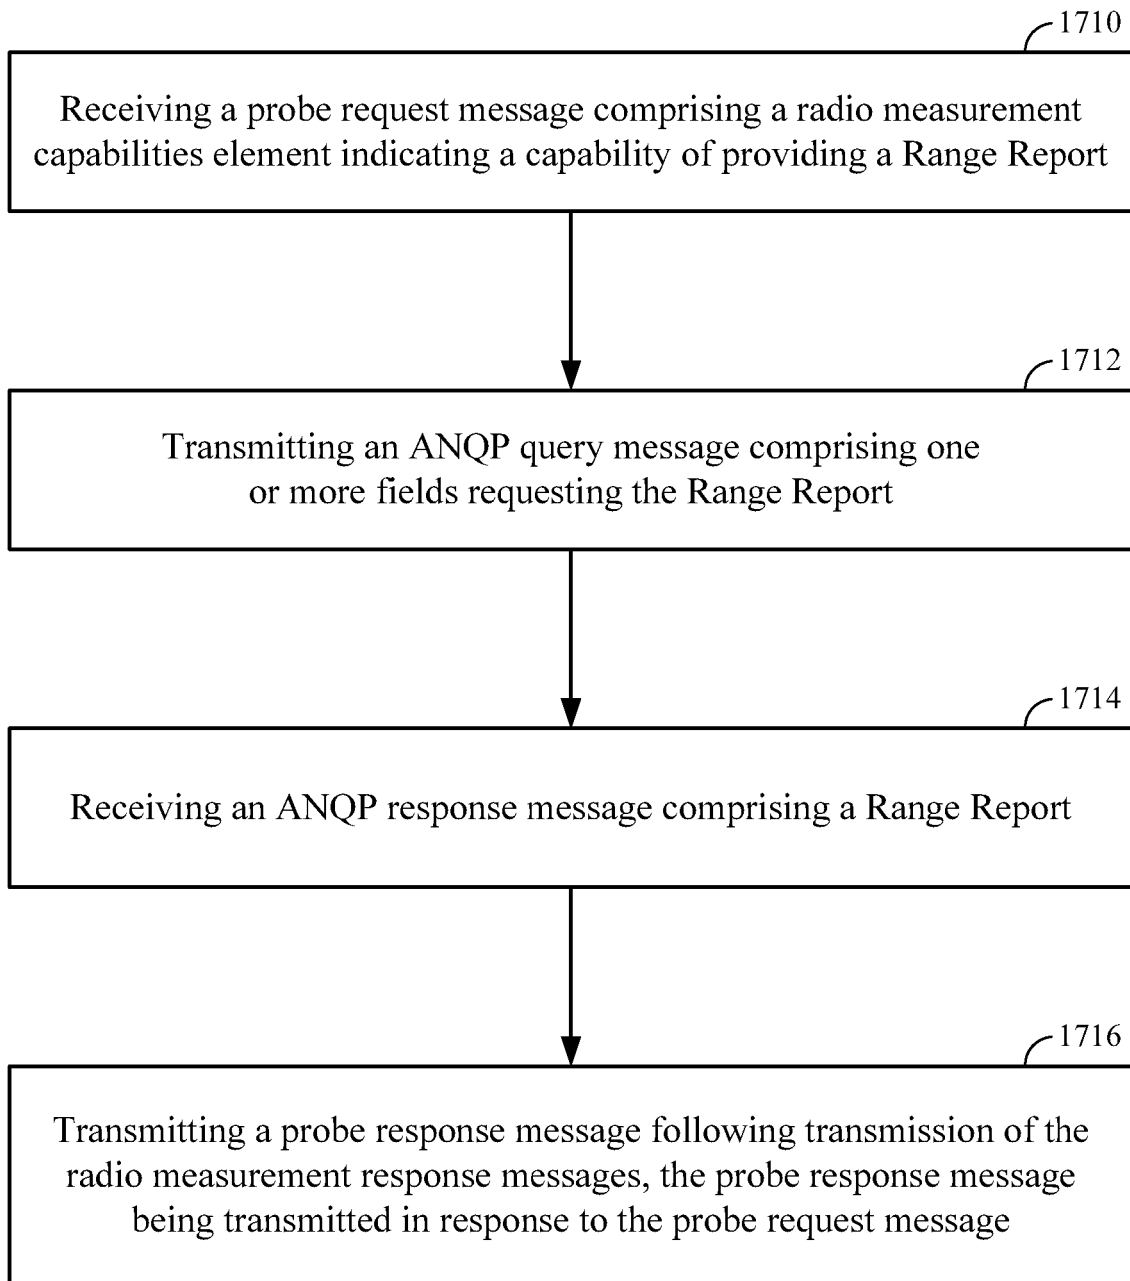 1710
Receiving a probe request message comprising a radio measurement
capabilities element indicating a capability of providing a Range Report
1712
Transmitting an ANQP query message comprising one
or more fields requesting the Range Report
1714
Receiving an ANQP response message comprising a Range Report
1716
Transmitting a probe response message following transmission of the
radio measurement response messages, the probe response message
being transmitted in response to the probe request message